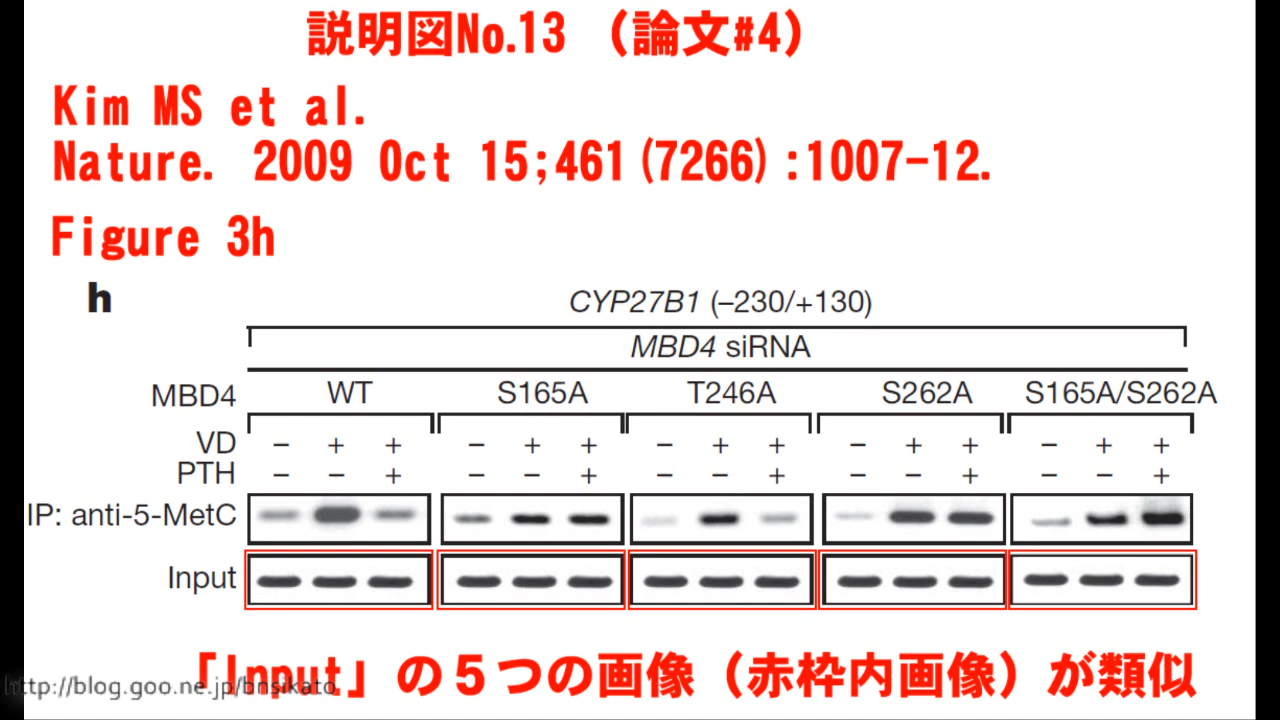 説明図No.13 （論文#4）
Kim MS et al.
Nature. 2009 Oct 15;461(7266):1007-12.
Figure 3h
h
CYP27B1 (–230/+130)
MBD4 siRNA
MBD4 WT S165A T246A S262A S165A/S262A
VD − + + − + + − + + − + + − + +
PTH − − + − − + − − + − − + − − +
IP: anti-5-MetC
Input
「Input」の５つの画像（赤枠内画像）が類似
http://blog.goo.ne.jp/bnsikato